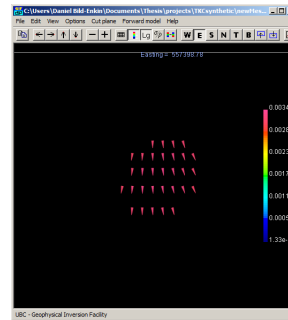 C:\Users\Daniel Bild-Enkin\Documents\Thesis\projects\TKCsynthetic\newHes...
File Edit View Options Cut plane Forward model Help
Lg W E S N T B
Easting = 557398.78
0.0034
0.0028
0.0023
0.0017
0.0011
0.0005
1.33e-
UBC - Geophysical Inversion Facility